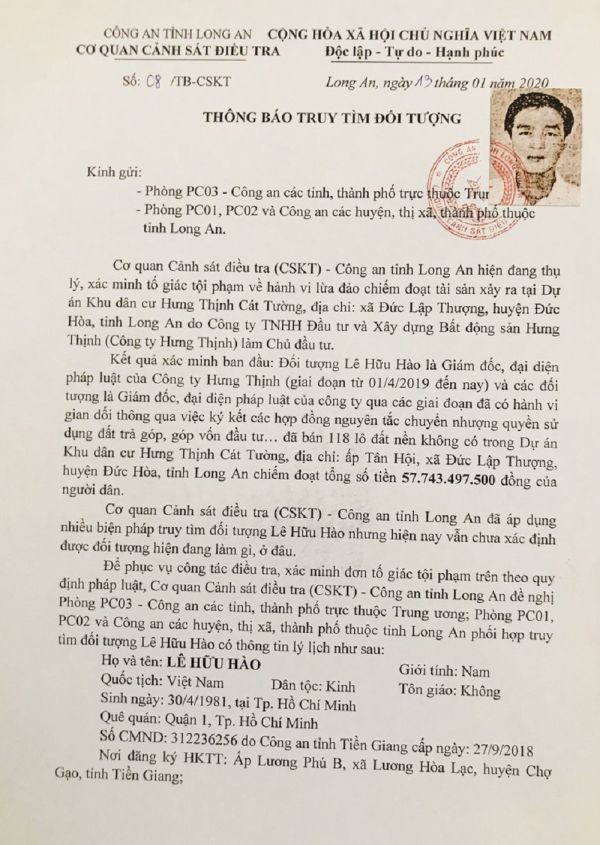 CÔNG AN TỈNH LONG AN
CƠ QUAN CẢNH SÁT ĐIỀU TRA
CỘNG HÒA XÃ HỘI CHỦ NGHĨA VIỆT NAM
Độc lập - Tự do - Hạnh phúc
Số: 08 /TB-CSKT
Long An, ngày 13 tháng 01 năm 2020
THÔNG BÁO TRUY TÌM ĐỐI TƯỢNG
Kính gửi:
- Phòng PC03 - Công an các tỉnh, thành phố trực thuộc Trun
- Phòng PC01, PC02 và Công an các huyện, thị xã, thành phố thuộc
tỉnh Long An.
Cơ quan Cảnh sát điều tra (CSKT) - Công an tỉnh Long An hiện đang thụ
lý, xác minh tố giác tội phạm về hành vi lừa đảo chiếm đoạt tài sản xảy ra tại Dự
án Khu dân cư Hưng Thịnh Cát Tường, địa chỉ: xã Đức Lập Thượng, huyện Đức
Hòa, tỉnh Long An do Công ty TNHH Đầu tư và Xây dựng Bất động sản Hưng
Thịnh (Công ty Hưng Thịnh) làm Chủ đầu tư.
Kết quả xác minh ban đầu: Đối tượng Lê Hữu Hào là Giám đốc, đại diện
pháp luật của Công ty Hưng Thịnh (giai đoạn từ 01/4/2019 đến nay) và các đối
tượng là Giám đốc, đại diện pháp luật của công ty qua các giai đoạn đã có hành vi
gian dối thông qua việc ký kết các hợp đồng nguyên tắc chuyển nhượng quyền sử
dụng đất trả góp, góp vốn đầu tư... đã bán 118 lô đất nền không có trong Dự án
Khu dân cư Hưng Thịnh Cát Tường, địa chỉ: ấp Tân Hội, xã Đức Lập Thượng,
huyện Đức Hòa, tỉnh Long An chiếm đoạt tổng số tiền 57.743.497.500 đồng của
người dân.
Cơ quan Cảnh sát điều tra (CSKT) - Công an tỉnh Long An đã áp dụng
nhiều biện pháp truy tìm đối tượng Lê Hữu Hào nhưng hiện nay vẫn chưa xác định
được đối tượng hiện đang làm gì, ở đâu.
Để phục vụ công tác điều tra, xác minh đơn tố giác tội phạm trên theo quy
định pháp luật, Cơ quan Cảnh sát điều tra (CSKT) - Công an tỉnh Long An đề nghị
Phòng PC03 - Công an các tỉnh, thành phố trực thuộc Trung ương; Phòng PC01,
PC02 và Công an các huyện, thị xã, thành phố thuộc tỉnh Long An phối hợp truy
tìm đối tượng Lê Hữu Hào có thông tin lý lịch như sau:
Họ và tên: LÊ HỮU HÀO Giới tính: Nam
Quốc tịch: Việt Nam Dân tộc: Kinh Tôn giáo: Không
Sinh ngày: 30/4/1981, tại Tp. Hồ Chí Minh
Quê quán: Quận 1, Tp. Hồ Chí Minh
Số CMND: 312236256 do Công an tỉnh Tiền Giang cấp ngày: 27/9/2018
Nơi đăng ký HKTT: Ấp Lương Phú B, xã Lương Hòa Lạc, huyện Chợ
Gạo, tỉnh Tiền Giang;